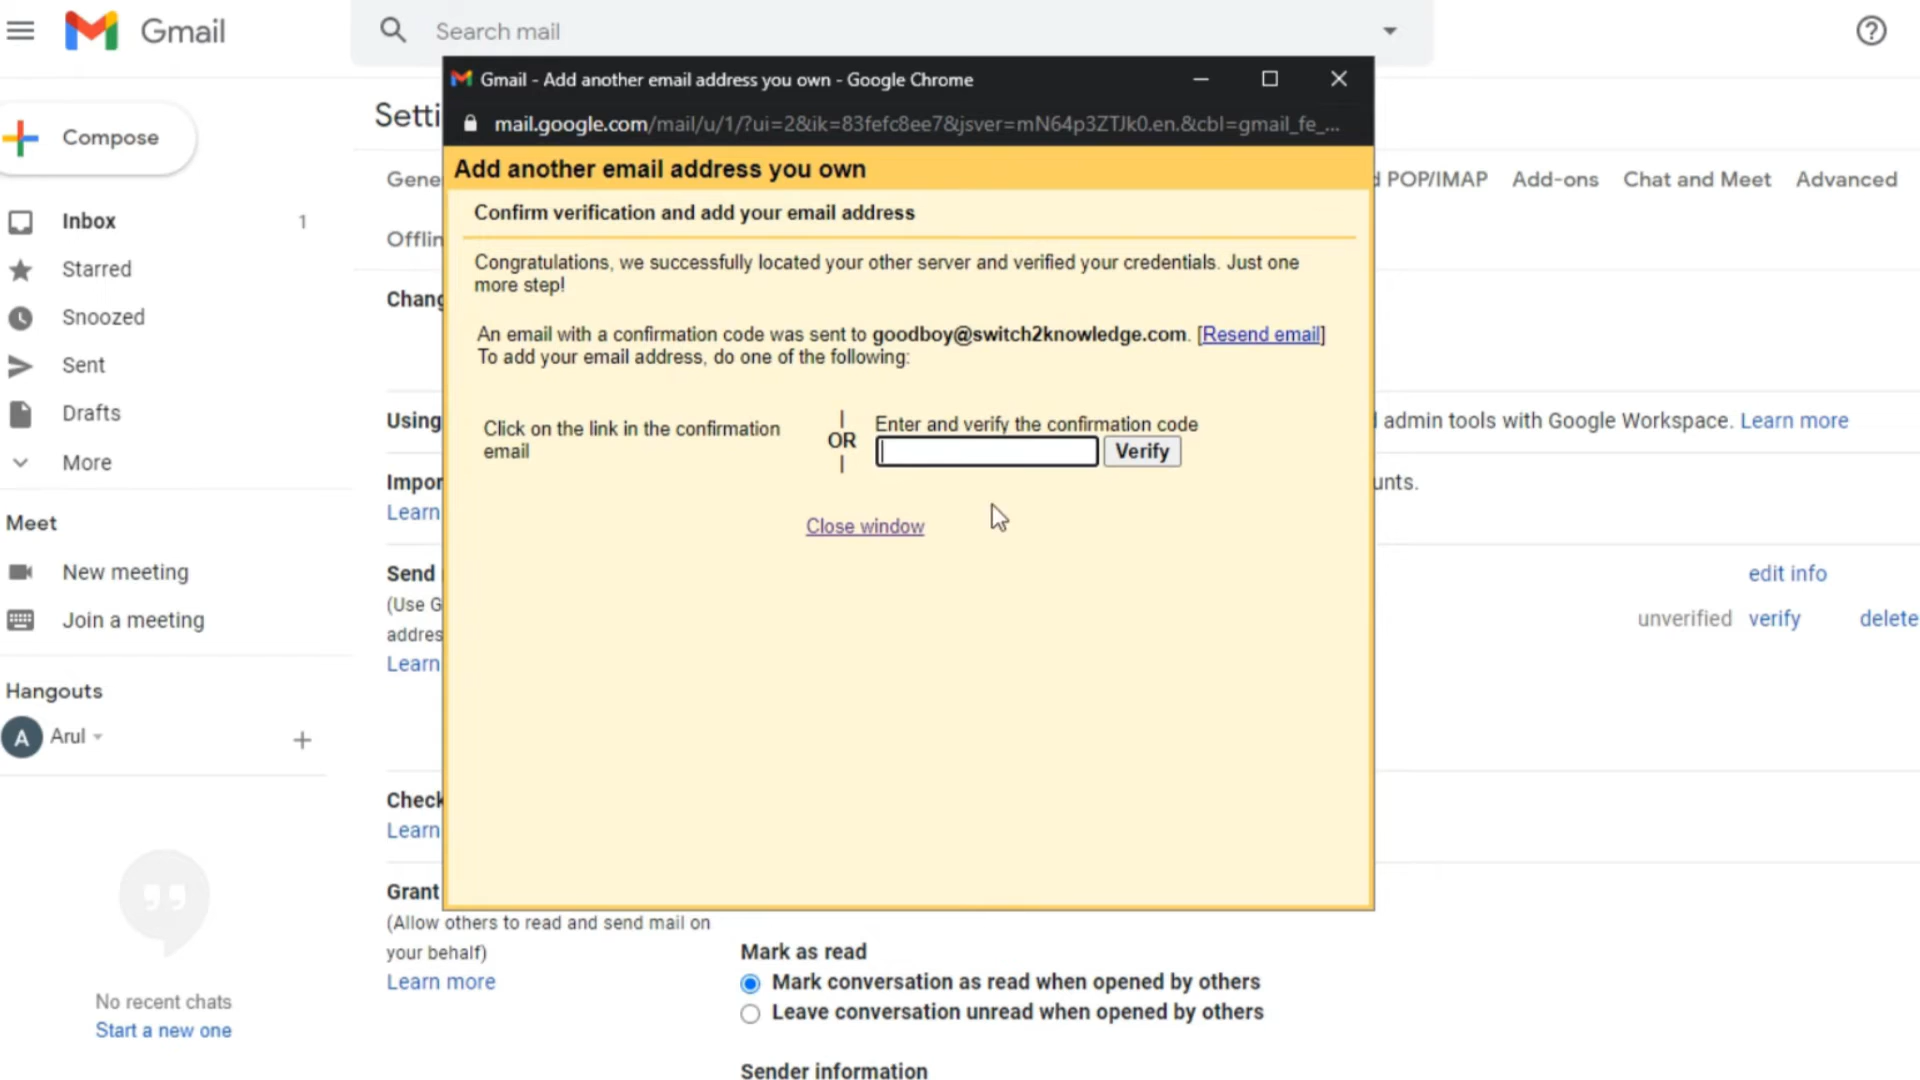 Gmail
Search mail
Compose
Inbox 1
Starred
Snoozed
Sent
Drafts
More
Meet
New meeting
Join a meeting
Hangouts
A Arul
No recent chats
Start a new one
Setti
Gene
POP/IMAP Add-ons Chat and Meet Advanced
Offlin
Chang
Using
admin tools with Google Workspace. Learn more
Impor
unts.
Learn
Send
edit info
(Use G
unverified verify delete
addres
Learn
Check
Learn
Grant
(Allow others to read and send mail on
your behalf)
Learn more
Mark as read
Mark conversation as read when opened by others
Leave conversation unread when opened by others
Sender information
Gmail - Add another email address you own - Google Chrome
mail.google.com/mail/u/1/?ui=2&ik=83fefc8ee7&jsver=mN64p3ZTJk0.en.&cbl=gmail_fe_...
Add another email address you own
Confirm verification and add your email address
Congratulations, we successfully located your other server and verified your credentials. Just one
more step!
An email with a confirmation code was sent to goodboy@switch2knowledge.com. [Resend email]
To add your email address, do one of the following:
Click on the link in the confirmation
email
OR
Enter and verify the confirmation code
Verify
Close window